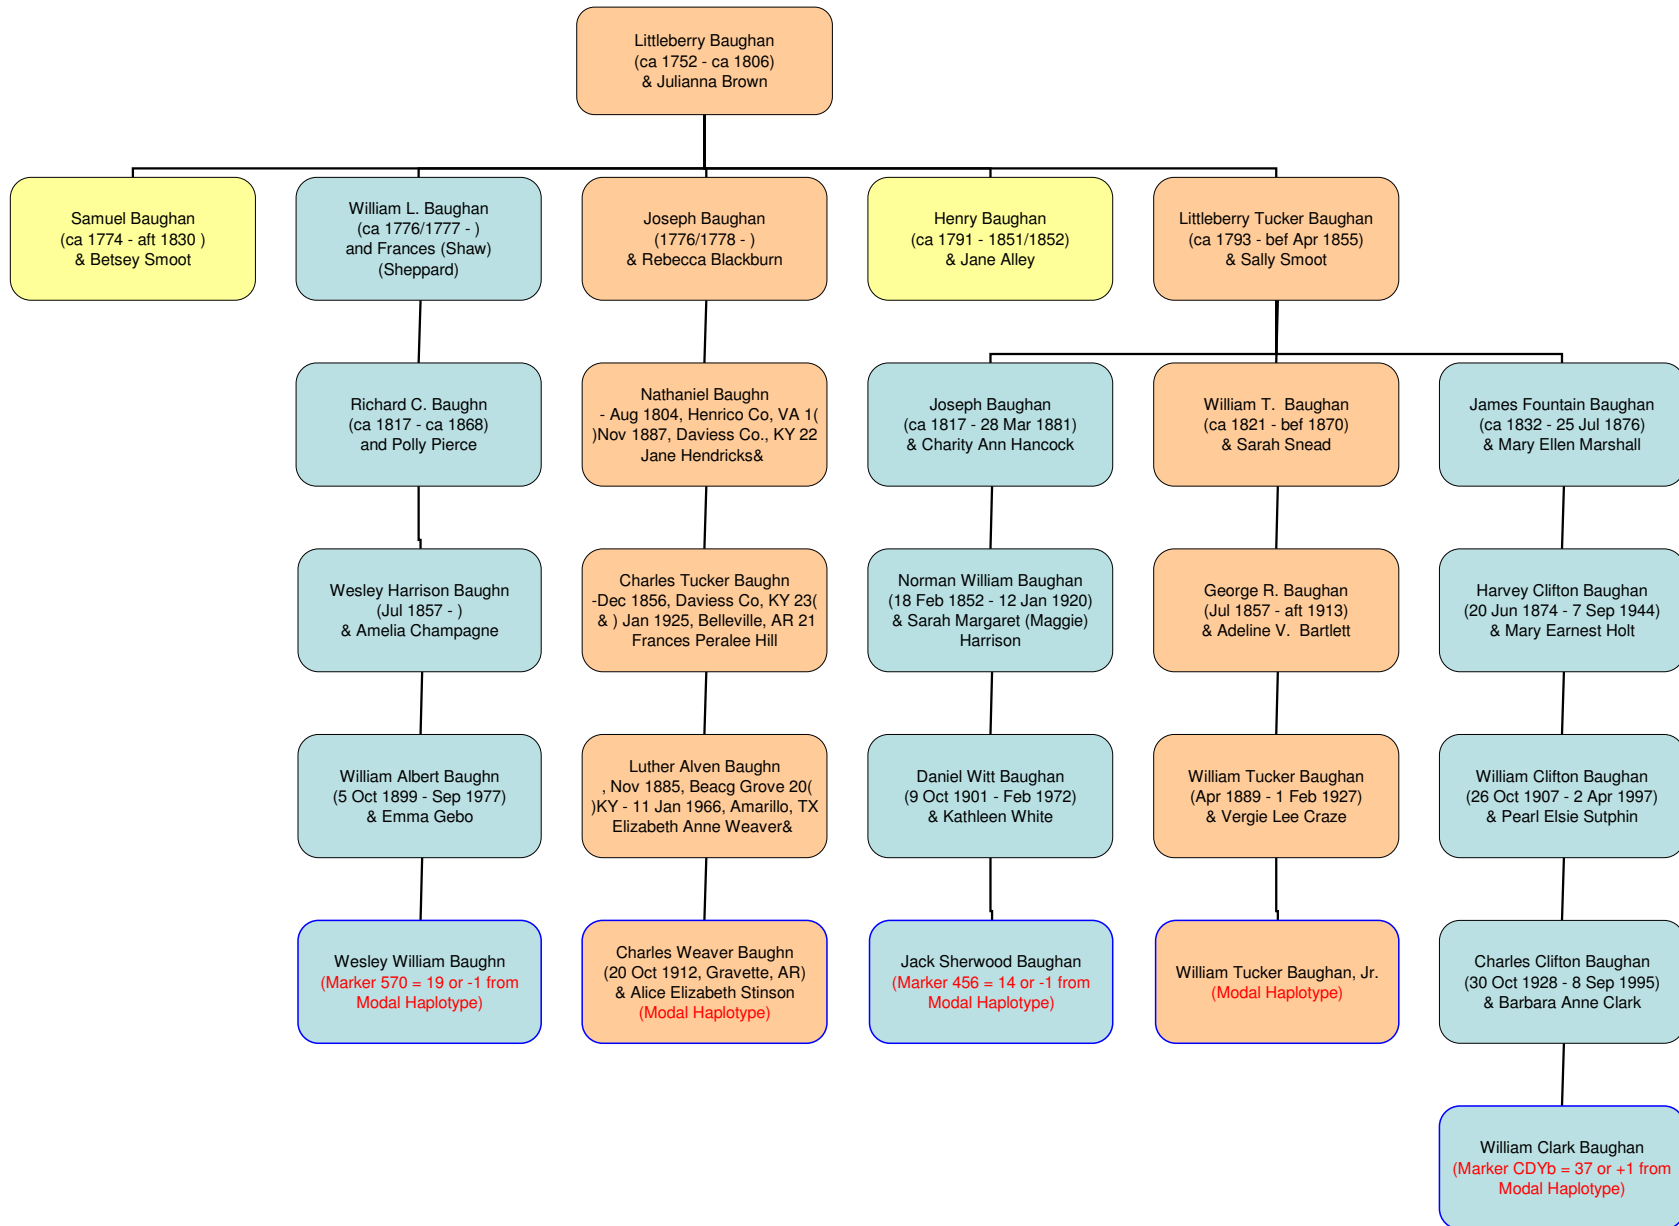 Littleberry Baughan
(ca 1752 - ca 1806)
& Julianna Brown
Samuel Baughan
(ca 1774 - aft 1830 )
& Betsey Smoot
William L. Baughan
(ca 1776/1777 - )
and Frances (Shaw)
(Sheppard)
Joseph Baughan
(1776/1778 - )
& Rebecca Blackburn
Henry Baughan
(ca 1791 - 1851/1852)
& Jane Alley
Littleberry Tucker Baughan
(ca 1793 - bef Apr 1855)
& Sally Smoot
Richard C. Baughn
(ca 1817 - ca 1868)
and Polly Pierce
Nathaniel Baughn
- Aug 1804, Henrico Co, VA 1(
)Nov 1887, Daviess Co., KY 22
Jane Hendricks&
Joseph Baughan
(ca 1817 - 28 Mar 1881)
& Charity Ann Hancock
William T. Baughan
(ca 1821 - bef 1870)
& Sarah Snead
James Fountain Baughan
(ca 1832 - 25 Jul 1876)
& Mary Ellen Marshall
Wesley Harrison Baughn
(Jul 1857 - )
& Amelia Champagne
Charles Tucker Baughn
-Dec 1856, Daviess Co, KY 23(
& ) Jan 1925, Belleville, AR 21
Frances Peralee Hill
Norman William Baughan
(18 Feb 1852 - 12 Jan 1920)
& Sarah Margaret (Maggie)
Harrison
George R. Baughan
(Jul 1857 - aft 1913)
& Adeline V. Bartlett
Harvey Clifton Baughan
(20 Jun 1874 - 7 Sep 1944)
& Mary Earnest Holt
William Albert Baughn
(5 Oct 1899 - Sep 1977)
& Emma Gebo
Luther Alven Baughn
, Nov 1885, Beacg Grove 20(
)KY - 11 Jan 1966, Amarillo, TX
Elizabeth Anne Weaver&
Daniel Witt Baughan
(9 Oct 1901 - Feb 1972)
& Kathleen White
William Tucker Baughan
(Apr 1889 - 1 Feb 1927)
& Vergie Lee Craze
William Clifton Baughan
(26 Oct 1907 - 2 Apr 1997)
& Pearl Elsie Sutphin
Wesley William Baughn
(Marker 570 = 19 or -1 from
Modal Haplotype)
Charles Weaver Baughn
(20 Oct 1912, Gravette, AR)
& Alice Elizabeth Stinson
(Modal Haplotype)
Jack Sherwood Baughan
(Marker 456 = 14 or -1 from
Modal Haplotype)
William Tucker Baughan, Jr.
(Modal Haplotype)
Charles Clifton Baughan
(30 Oct 1928 - 8 Sep 1995)
& Barbara Anne Clark
William Clark Baughan
(Marker CDYb = 37 or +1 from
Modal Haplotype)